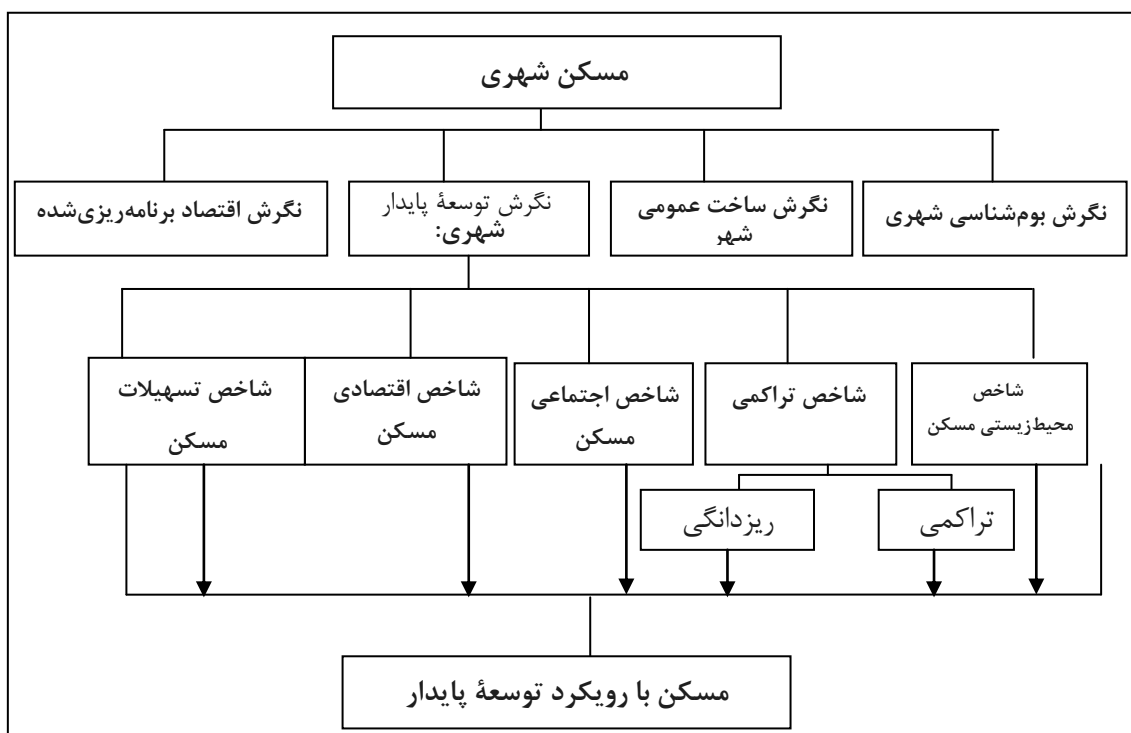 مسکن شهری
نگرش بوم‌شناسی شهری
نگرش ساخت عمومی
شهر
نگرش توسعۀ پایدار
شهری:
نگرش اقتصاد برنامه‌ریزی‌شده
شاخص
محیط‌زیستی مسکن
شاخص تراکمی
شاخص اجتماعی
مسکن
شاخص اقتصادی
مسکن
شاخص تسهیلات
مسکن
تراکمی
ریزدانگی
مسکن با رویکرد توسعۀ پایدار